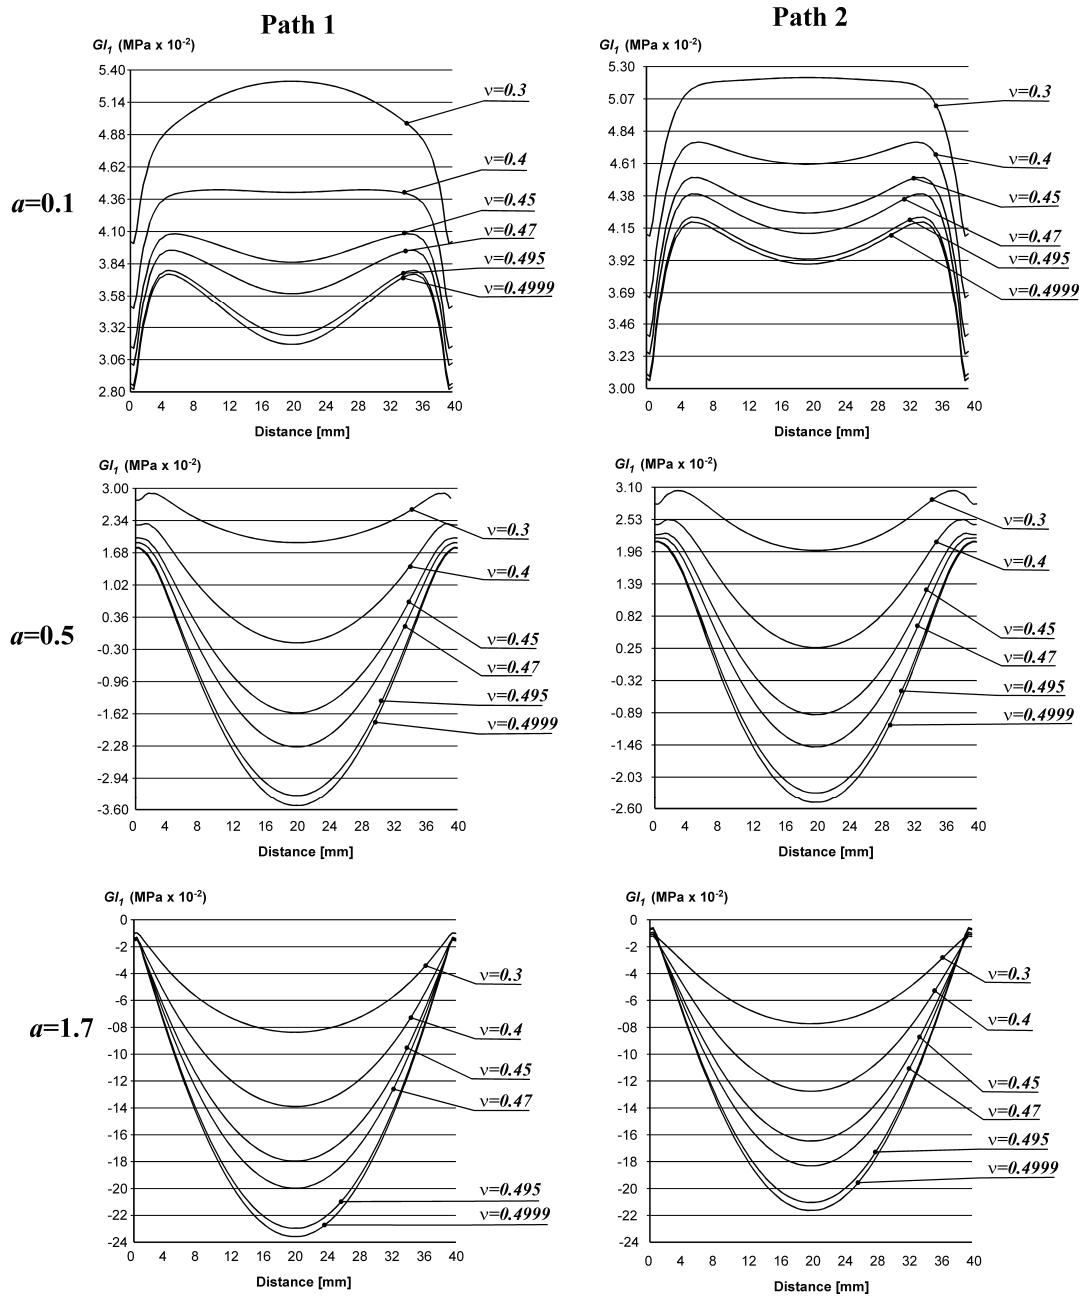 Path 1
Path 2
a=0.1
GI1 (MPa x 10-2)
5.40
5.14
4.88
4.62
4.36
4.10
3.84
3.58
3.32
3.06
2.80
0 4 8 12 16 20 24 28 32 36 40
Distance [mm]
ν=0.3
ν=0.4
ν=0.45
ν=0.47
ν=0.495
ν=0.4999
GI1 (MPa x 10-2)
5.30
5.07
4.84
4.61
4.38
4.15
3.92
3.69
3.46
3.23
3.00
0 4 8 12 16 20 24 28 32 36 40
Distance [mm]
ν=0.3
ν=0.4
ν=0.45
ν=0.47
ν=0.495
ν=0.4999
a=0.5
GI1 (MPa x 10-2)
3.00
2.34
1.68
1.02
0.36
-0.30
-0.96
-1.62
-2.28
-2.94
-3.60
0 4 8 12 16 20 24 28 32 36 40
Distance [mm]
ν=0.3
ν=0.4
ν=0.45
ν=0.47
ν=0.495
ν=0.4999
GI1 (MPa x 10-2)
3.10
2.53
1.96
1.39
0.82
0.25
-0.32
-0.89
-1.46
-2.03
-2.60
0 4 8 12 16 20 24 28 32 36 40
Distance [mm]
ν=0.3
ν=0.4
ν=0.45
ν=0.47
ν=0.495
ν=0.4999
a=1.7
GI1 (MPa x 10-2)
0
-2
-4
-6
-08
-10
-12
-14
-16
-18
-20
-22
-24
0 4 8 12 16 20 24 28 32 36 40
Distance [mm]
ν=0.3
ν=0.4
ν=0.45
ν=0.47
ν=0.495
ν=0.4999
GI1 (MPa x 10-2)
0
-2
-4
-6
-08
-10
-12
-14
-16
-18
-20
-22
-24
0 4 8 12 16 20 24 28 32 36 40
Distance [mm]
ν=0.3
ν=0.4
ν=0.45
ν=0.47
ν=0.495
ν=0.4999